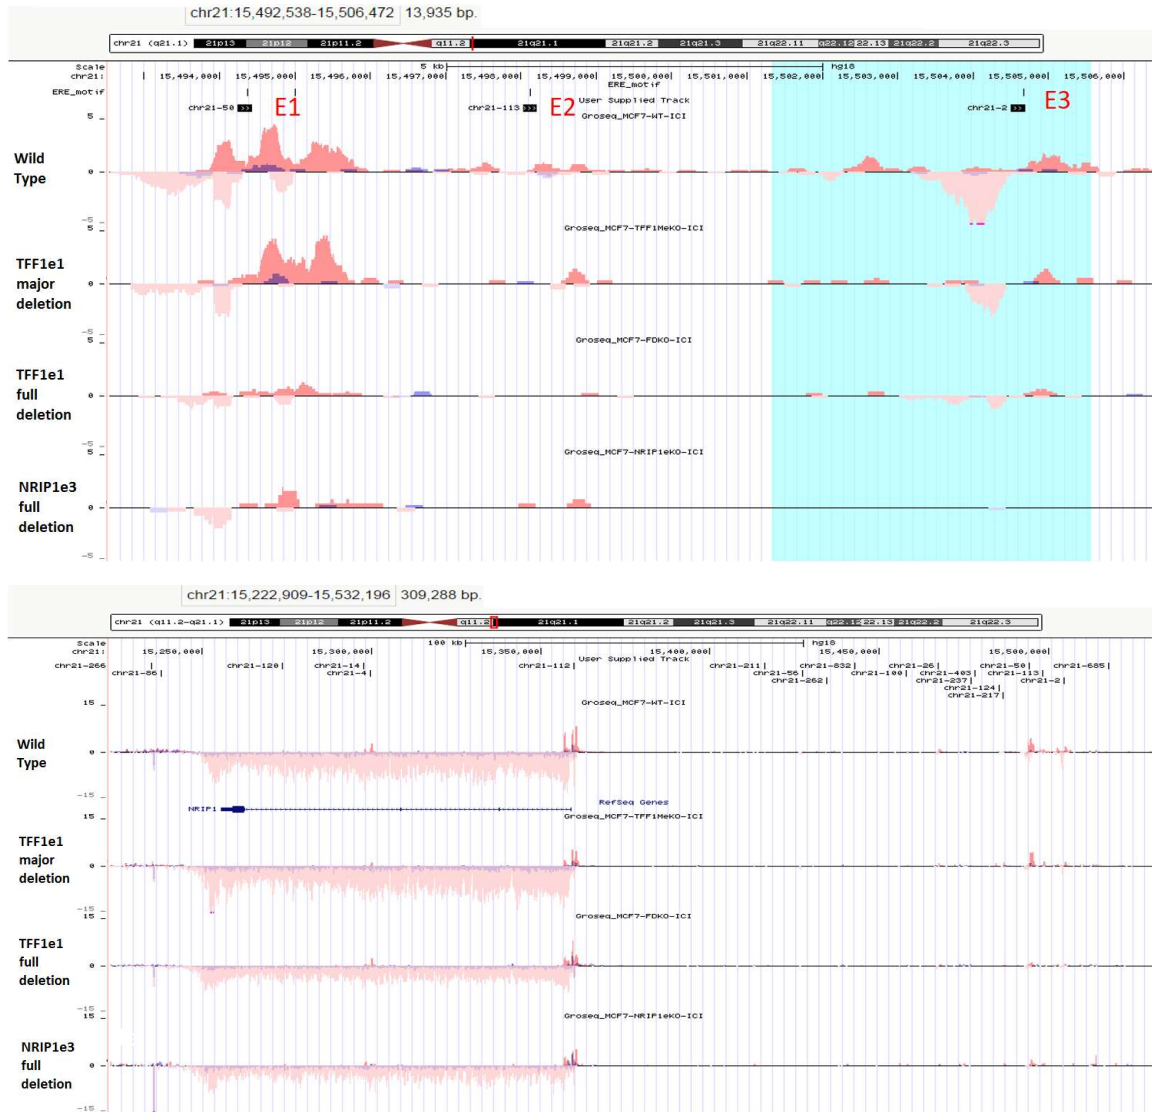 chr21:15,492,538-15,506,472 13,935 bp.
chr21 (q21.1) 21p13 21p12 21p11.2 q11.2 21q21.1 21q21.2 21q21.3 21q22.11 q22.12 22.13 21q22.2 21q22.3
Scale 5 kb hg18
chr21: 15,494,000 15,495,000 15,496,000 15,497,000 15,498,000 15,499,000 15,500,000 15,501,000 15,502,000 15,503,000 15,504,000 15,505,000 15,506,000
ERE_motif
ERE_motif
User Supplied Track
chr21-50 E1 chr21-113 E2 chr21-2 E3
Groseq_MCF7-WT-ICI
5
Wild
Type
0
-5
Groseq_MCF7-TFF1MeKO-ICI
5
TFF1e1
major
deletion
0
-5
Groseq_MCF7-FDKO-ICI
5
TFF1e1
full
deletion
0
-5
Groseq_MCF7-NRIP1eKO-ICI
5
NRIP1e3
full
deletion
0
-5
chr21:15,222,909-15,532,196 309,288 bp.
chr21 (q11.2-q21.1) 21p13 21p12 21p11.2 q11.2 21q21.1 21q21.2 21q21.3 21q22.11 q22.12 22.13 21q22.2 21q22.3
Scale 100 kb hg18
chr21: 15,250,000 15,300,000 15,350,000 15,400,000 15,450,000 15,500,000
User Supplied Track
chr21-266 chr21-120 chr21-14 chr21-112 chr21-211 chr21-832 chr21-26 chr21-50 chr21-685
chr21-86 chr21-4 chr21-56 chr21-100 chr21-403 chr21-113
chr21-262 chr21-237 chr21-2
chr21-124
chr21-217
Groseq_MCF7-WT-ICI
15
Wild
Type
0
-15
NRIP1 RefSeq Genes
Groseq_MCF7-TFF1MeKO-ICI
15
TFF1e1
major
deletion
0
-15
Groseq_MCF7-FDKO-ICI
15
TFF1e1
full
deletion
0
-15
Groseq_MCF7-NRIP1eKO-ICI
15
NRIP1e3
full
deletion
0
-15